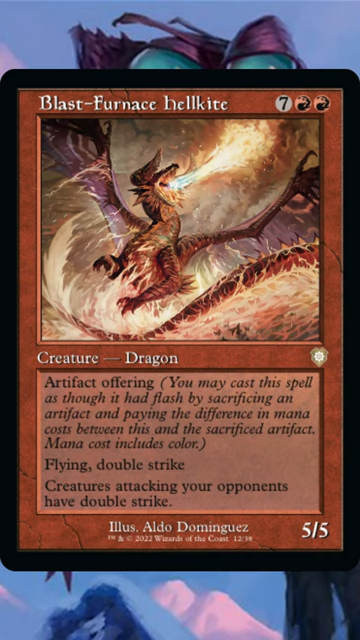 Blast-Furnace Hellkite 7
Creature — Dragon
Artifact offering (You may cast this spell
as though it had flash by sacrificing an
artifact and paying the difference in mana
costs between this and the sacrificed artifact.
Mana cost includes color.)
Flying, double strike
Creatures attacking your opponents
have double strike.
Illus. Aldo Domínguez
™ & © 2022 Wizards of the Coast 12/38
5/5